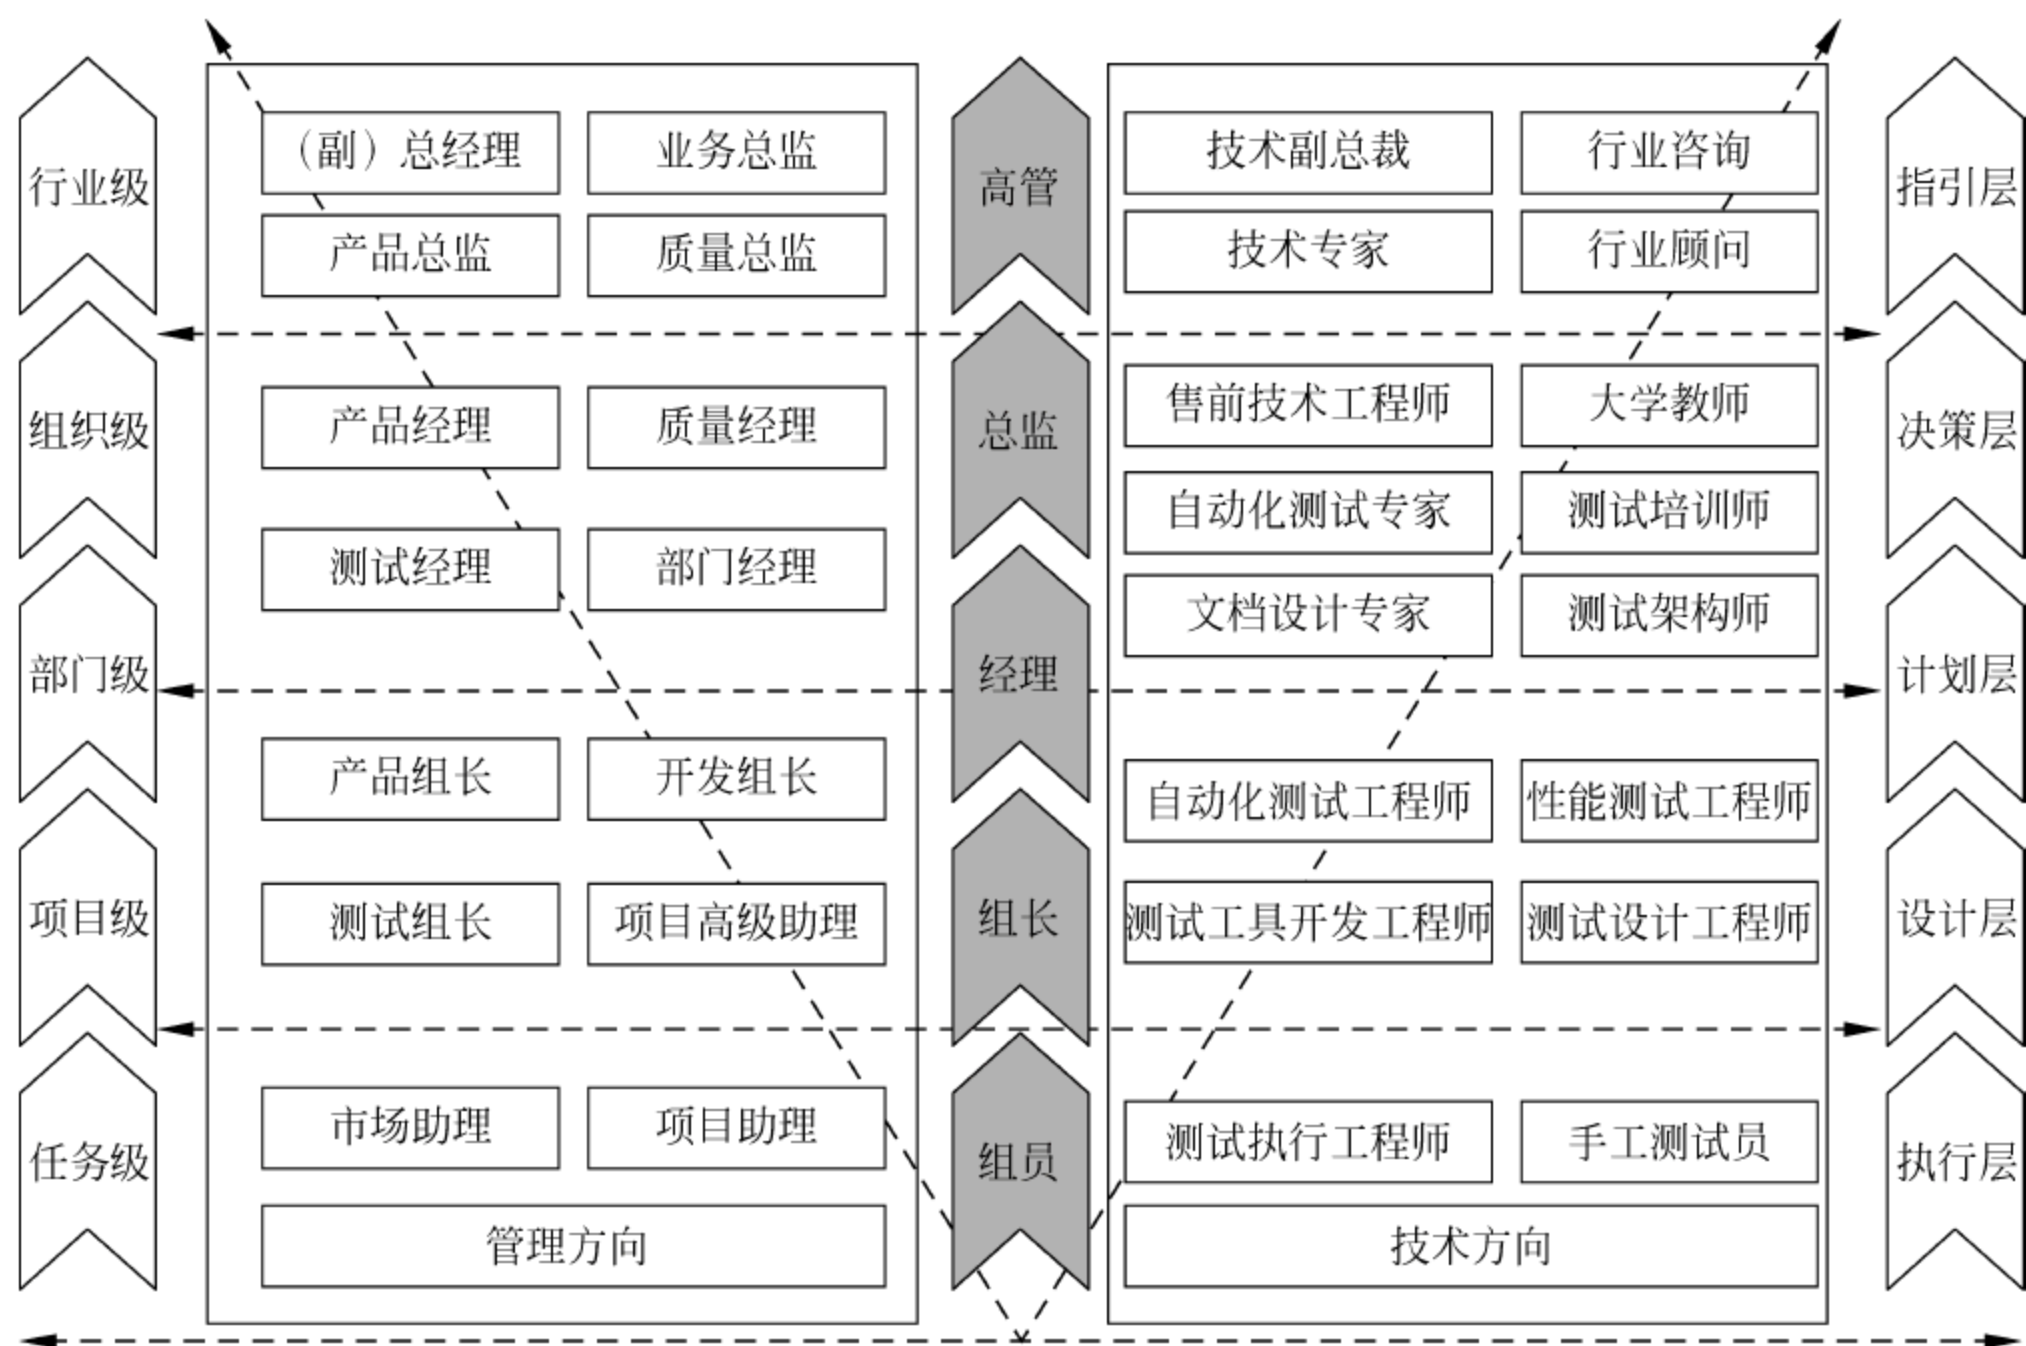 行业级
组织级
部门级
项目级
任务级
（副）总经理
业务总监
产品总监
质量总监
产品经理
质量经理
测试经理
部门经理
产品组长
开发组长
测试组长
项目高级助理
市场助理
项目助理
管理方向
高管
总监
经理
组长
组员
技术副总裁
行业咨询
技术专家
行业顾问
售前技术工程师
大学教师
自动化测试专家
测试培训师
文档设计专家
测试架构师
自动化测试工程师
性能测试工程师
测试工具开发工程师
测试设计工程师
测试执行工程师
手工测试员
技术方向
指引层
决策层
计划层
设计层
执行层